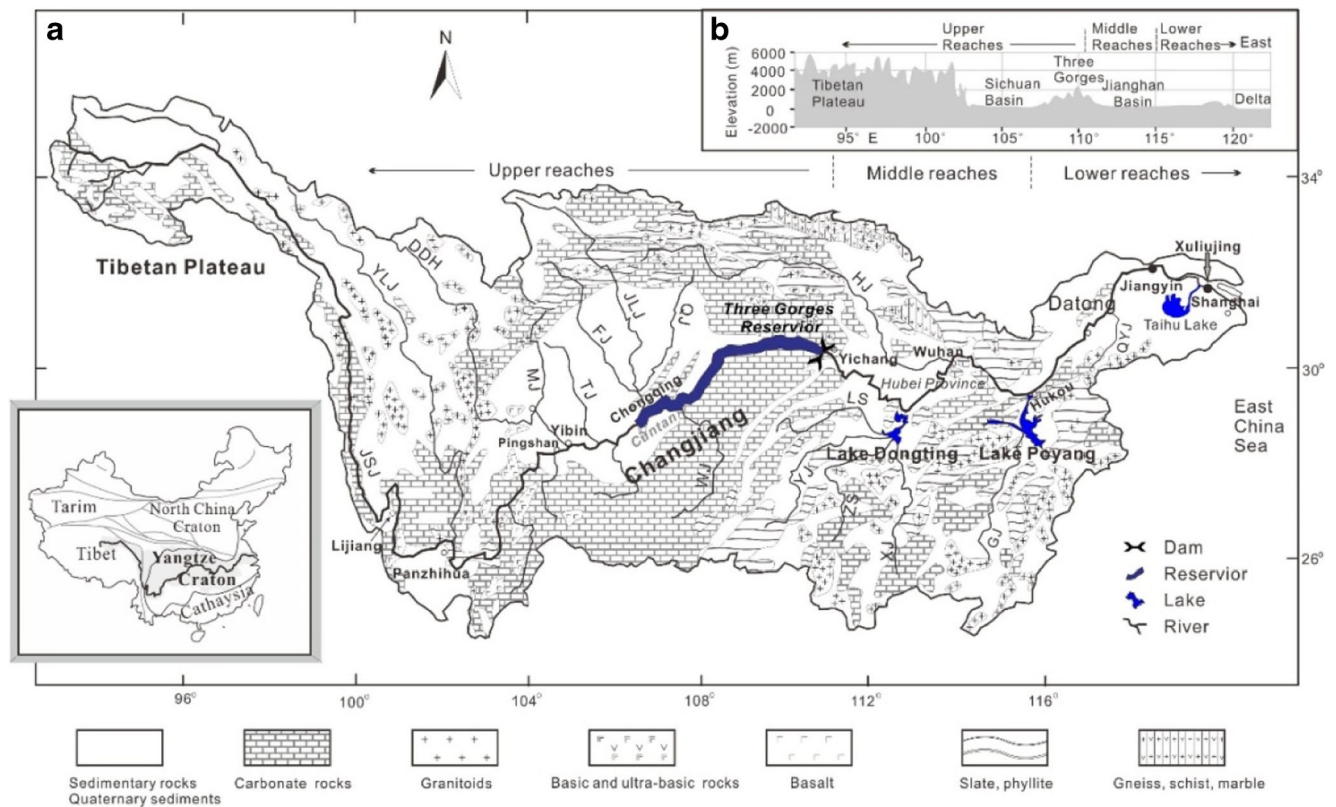 a
N
b
Upper
Reaches
Middle
Reaches
Lower
Reaches
East
Elevation (m)
6000
4000
2000
0
-2000
Tibetan
Plateau
Sichuan
Basin
Three
Gorges
Jianghan
Basin
Delta
95°
E
100°
105°
110°
115°
120°
Upper reaches
Middle reaches
Lower reaches
34°
30°
26°
Tibetan Plateau
DDH
YLJ
JSJ
MJ
TJ
FJ
JLJ
QJ
HJ
Three Gorges
Reservior
Yichang
Wuhan
Hubei Province
Datong
Xuliujing
Jiangyin
Shanghai
Taihu Lake
QYJ
Hukou
Chongqing
Cuntan
Changjiang
Yibin
Pingshan
WJ
LS
Lake Dongting
Lake Poyang
YJ
ZS
XJ
GJ
Lijiang
Panzhihua
East
China
Sea
Tarim
North China
Craton
Tibet
Yangtze
Craton
Cathaysia
Dam
Reservior
Lake
River
96°
100°
104°
108°
112°
116°
Sedimentary rocks
Quaternary sediments
Carbonate rocks
Granitoids
Basic and ultra-basic rocks
Basalt
Slate, phyllite
Gneiss, schist, marble